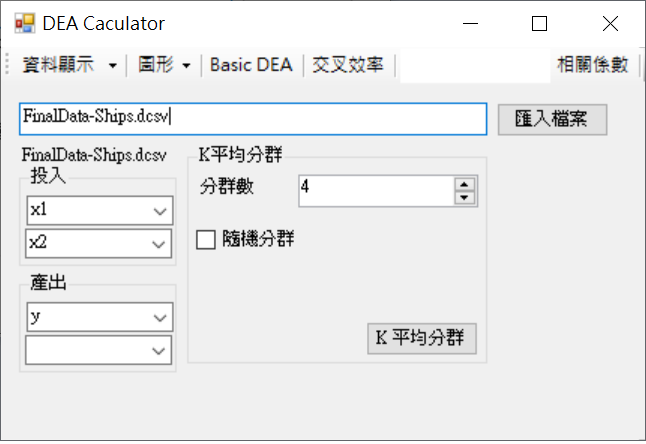 DEA Caculator
資料顯示 圖形 Basic DEA 交叉效率 相關係數
FinalData-Ships.dcsv 匯入檔案
FinalData-Ships.dcsv
投入
x1
x2
產出
y
K平均分群
分群數 4
隨機分群
K 平均分群